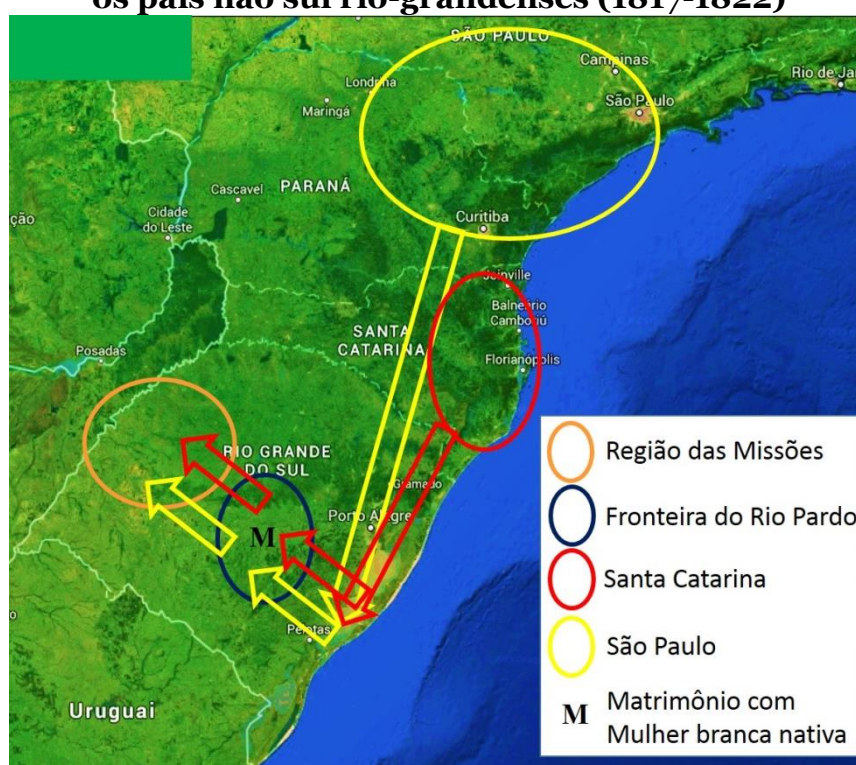 os pais não sul rio-grandenses (1817-1822)
SÃO PAULO
Campinas
Rio de Jan
Londrina
São Paulo
Maringá
Cascavel
PARANÁ
ção
Cidade
do Leste
Curitiba
Joinville
Balneário
Camboriú
SANTA
CATARINA
Posadas
Florianópolis
RIO GRANDE
DO SUL
Gramado
Porto Alegre
M
Pelotas
o
Uruguai
Região das Missões
Fronteira do Rio Pardo
Santa Catarina
São Paulo
M
Matrimônio com
Mulher branca nativa